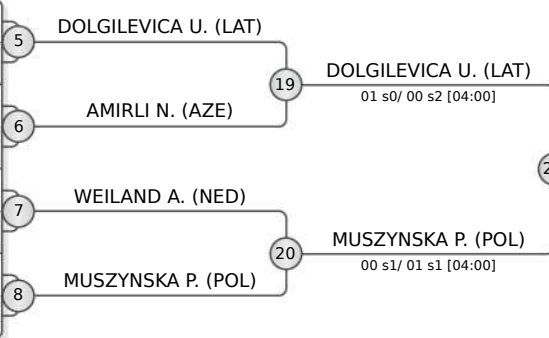 5
DOLGILEVICA U. (LAT)
19
DOLGILEVICA U. (LAT)
01 s0/ 00 s2 [04:00]
6
AMIRLI N. (AZE)
7
WEILAND A. (NED)
20
MUSZYNSKA P. (POL)
00 s1/ 01 s1 [04:00]
8
MUSZYNSKA P. (POL)